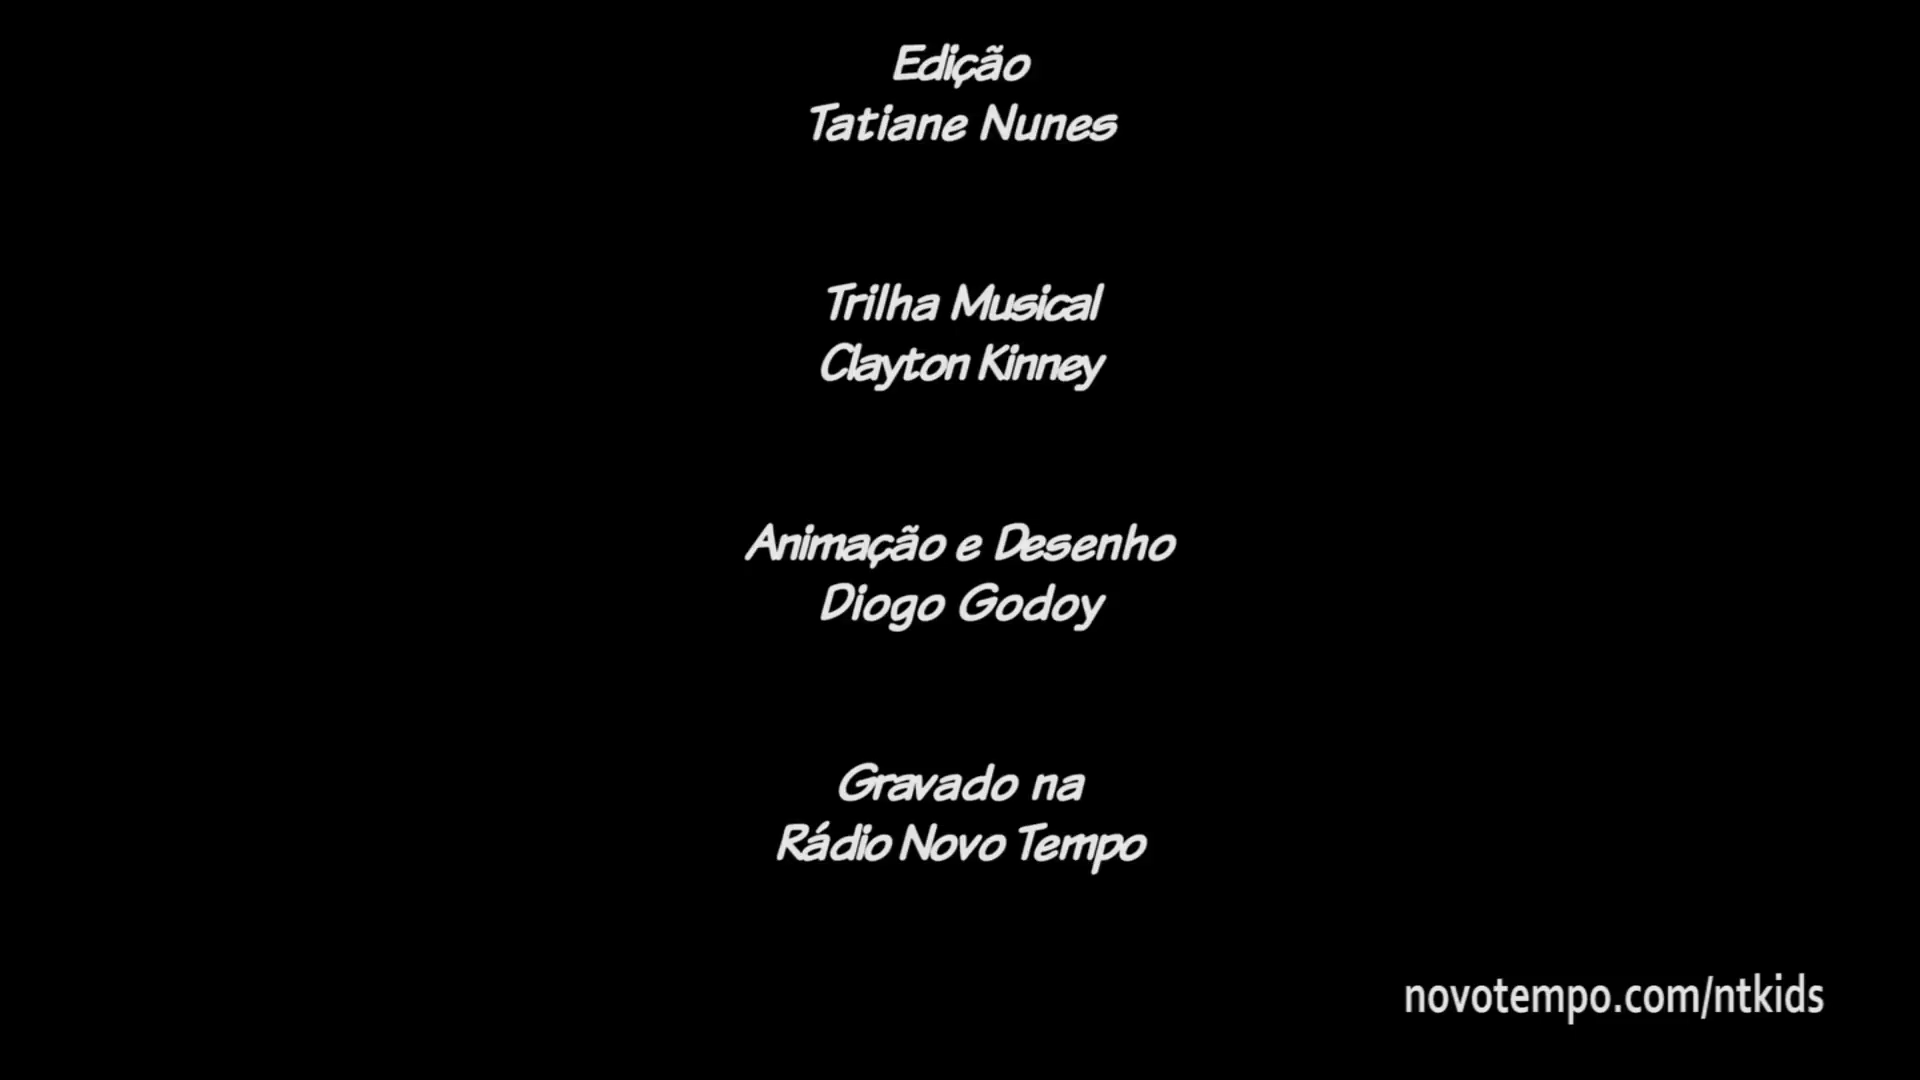 Edição
Tatiane Nunes
Trilha Musical
Clayton Kinney
Animação e Desenho
Diogo Godoy
Gravado na
Rádio Novo Tempo
novotempo.com/ntkids